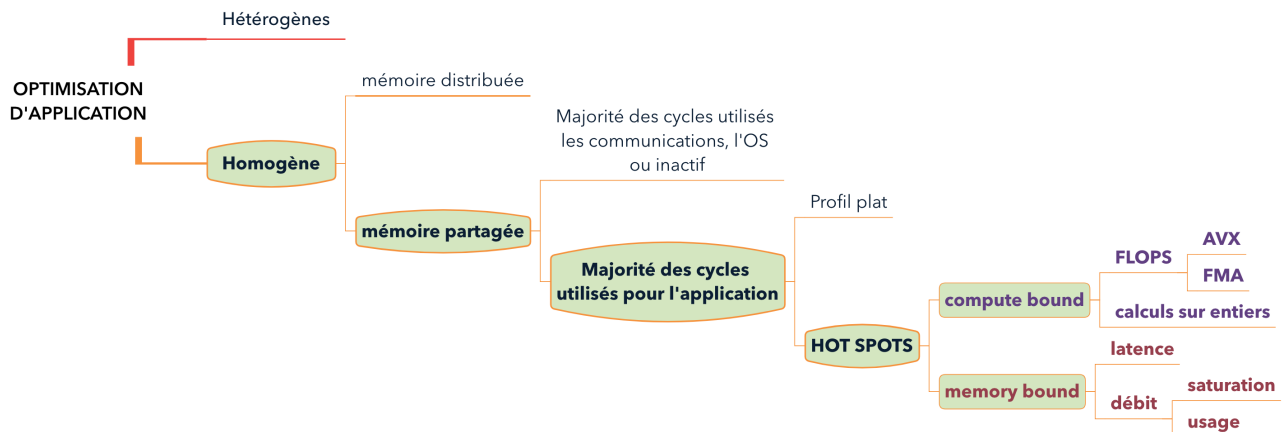 Hétérogènes
OPTIMISATION
D'APPLICATION
mémoire distribuée
Homogène
Majorité des cycles utilisés
les communications, l'OS
ou inactif
mémoire partagée
Profil plat
Majorité des cycles
utilisés pour l'application
AVX
FLOPS
FMA
compute bound
calculs sur entiers
HOT SPOTS
latence
memory bound
saturation
débit
usage